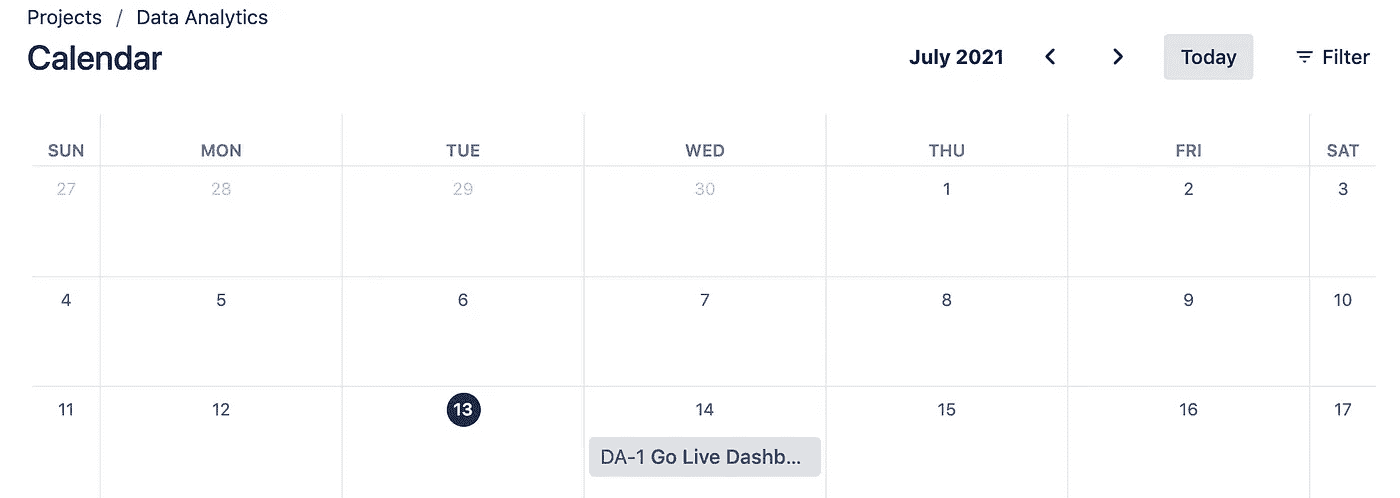 Projects / Data Analytics
Calendar
July 2021 Today Filter
SUN MON TUE WED THU FRI SAT
27 28 29 30 1 2 3
4 5 6 7 8 9 10
11 12 13 14 15 16 17
DA-1 Go Live Dashb...